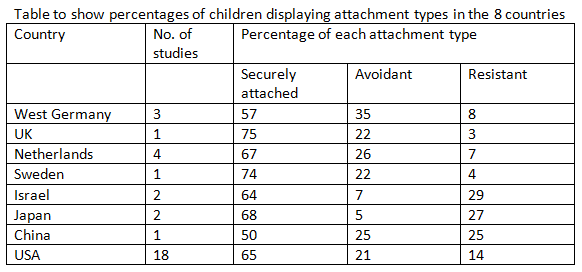 Table to show percentages of children displaying attachment types in the 8 countries
Country No. of studies Percentage of each attachment type
Securely attached Avoidant Resistant
West Germany 3 57 35 8
UK 1 75 22 3
Netherlands 4 67 26 7
Sweden 1 74 22 4
Israel 2 64 7 29
Japan 2 68 5 27
China 1 50 25 25
USA 18 65 21 14